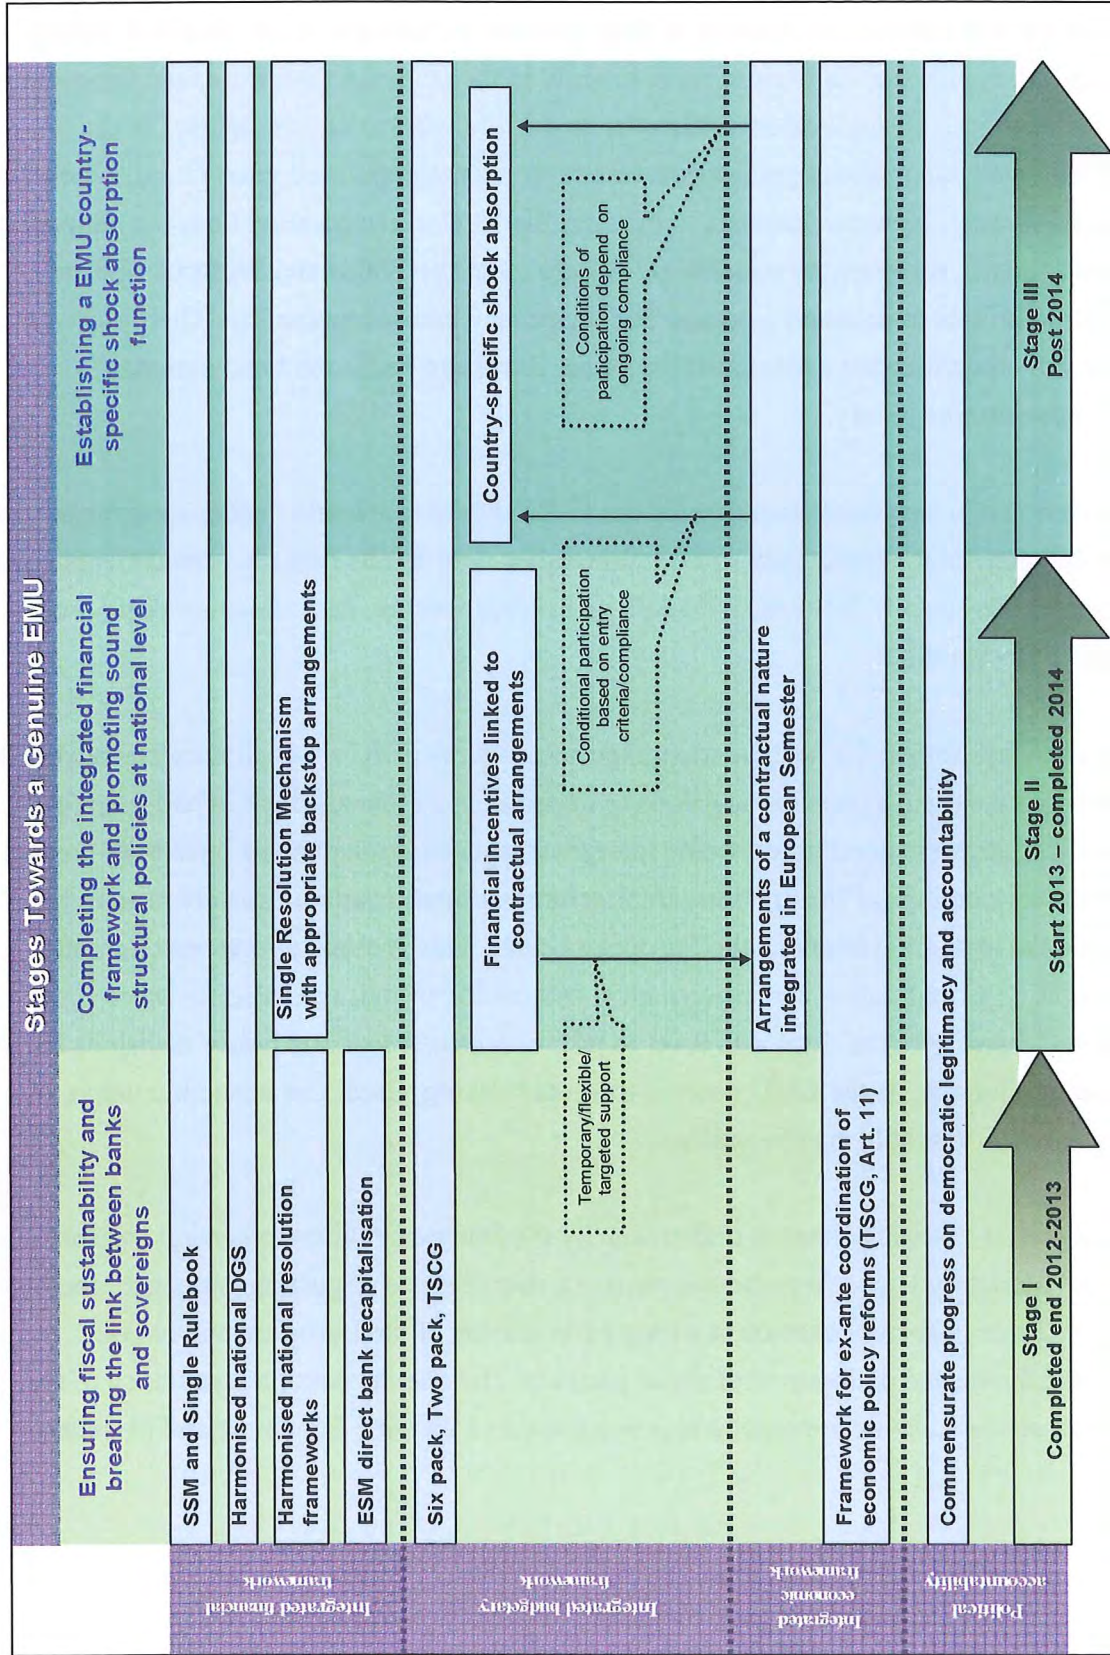 Stages Towards a Genuine EMU
Ensuring fiscal sustainability and
breaking the link between banks
and sovereigns
Completing the integrated financial
framework and promoting sound
structural policies at national level
Establishing a EMU country-
specific shock absorption
function
Integrated financial
framework
SSM and Single Rulebook
Harmonised national DGS
Harmonised national resolution
frameworks
Single Resolution Mechanism
with appropriate backstop arrangements
ESM direct bank recapitalisation
Integrated budgetary
framework
Six pack, Two pack, TSCG
Financial incentives linked to
contractual arrangements
Country-specific shock absorption
Temporary/flexible/
targeted support
Conditional participation
based on entry
criteria/compliance
Conditions of
participation depend on
ongoing compliance
Integrated
economic
framework
Arrangements of a contractual nature
integrated in European Semester
Framework for ex-ante coordination of
economic policy reforms (TSCG, Art. 11)
Political
accountability
Commensurate progress on democratic legitimacy and accountability
Stage I
Completed end 2012-2013
Stage II
Start 2013 – completed 2014
Stage III
Post 2014